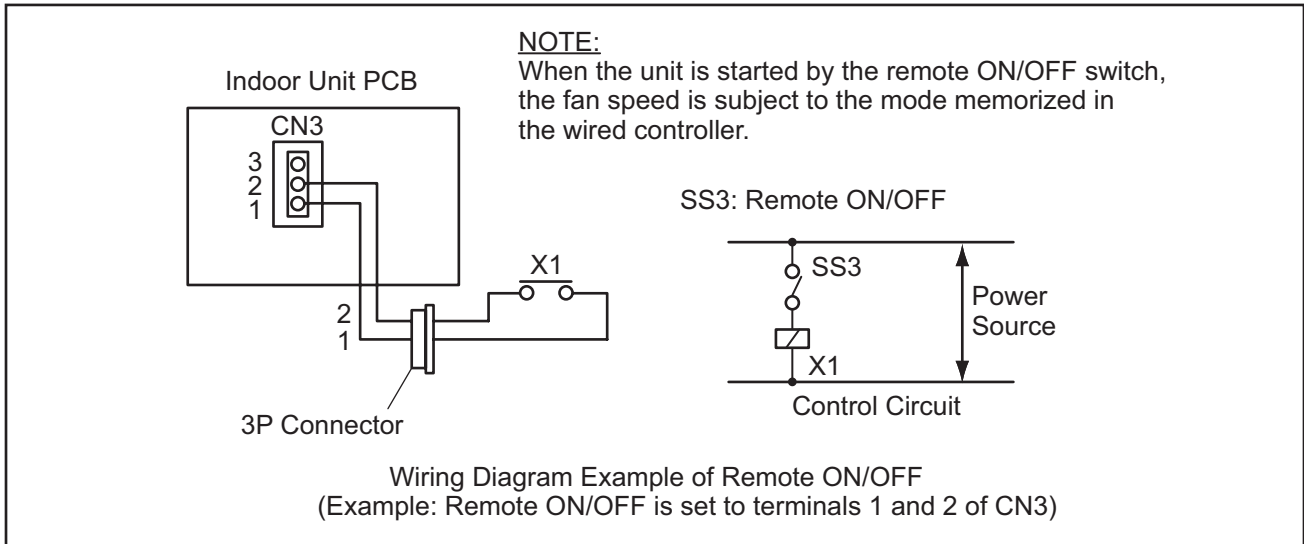 NOTE:
When the unit is started by the remote ON/OFF switch,
the fan speed is subject to the mode memorized in
the wired controller.
Indoor Unit PCB
CN3
3
2
1
X1
2
1
3P Connector
SS3: Remote ON/OFF
SS3
Power
Source
X1
Control Circuit
Wiring Diagram Example of Remote ON/OFF
(Example: Remote ON/OFF is set to terminals 1 and 2 of CN3)